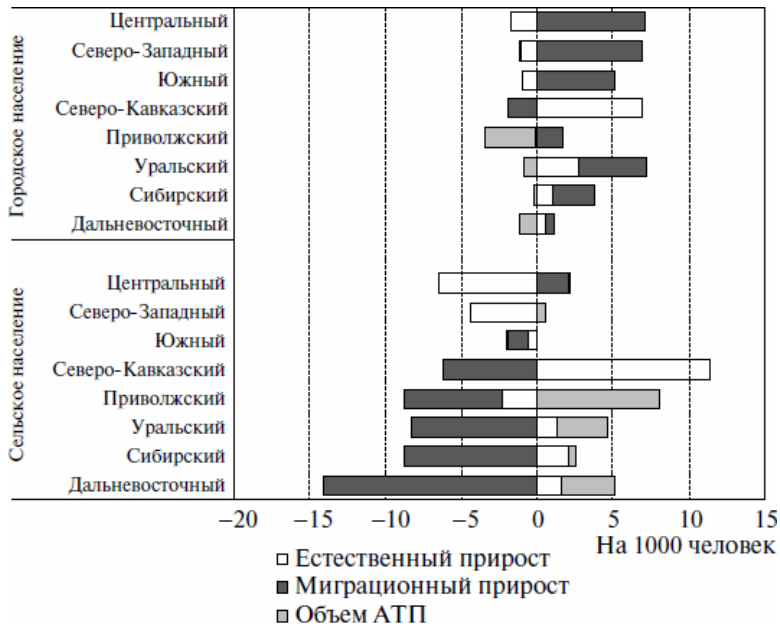 Городское население
Центральный
Северо-Западный
Южный
Северо-Кавказский
Приволжский
Уральский
Сибирский
Дальневосточный
Сельское население
Центральный
Северо-Западный
Южный
Северо-Кавказский
Приволжский
Уральский
Сибирский
Дальневосточный
−20 −15 −10 −5 0 5 10 15
На 1000 человек
Естественный прирост
Миграционный прирост
Объем АТП